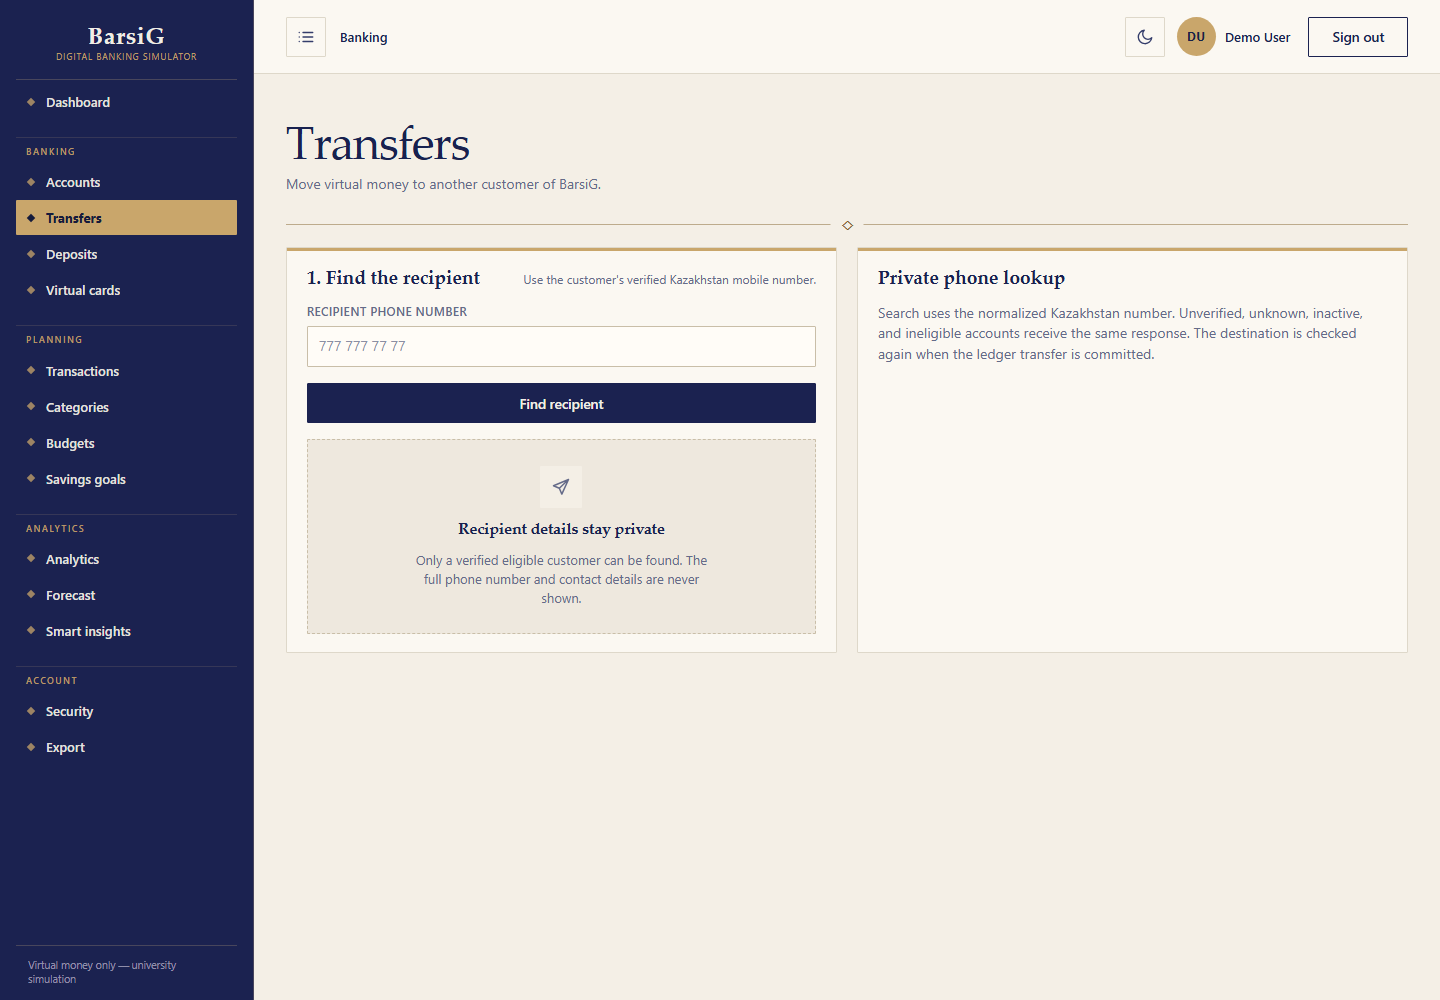 BarsiG
DIGITAL BANKING SIMULATOR
Dashboard
BANKING
Accounts
Transfers
Deposits
Virtual cards
PLANNING
Transactions
Categories
Budgets
Savings goals
ANALYTICS
Analytics
Forecast
Smart insights
ACCOUNT
Security
Export
Virtual money only — university
simulation
Banking
DU
Demo User
Sign out
Transfers
Move virtual money to another customer of BarsiG.
1. Find the recipient
Use the customer's verified Kazakhstan mobile number.
RECIPIENT PHONE NUMBER
777 777 77 77
Find recipient
Recipient details stay private
Only a verified eligible customer can be found. The
full phone number and contact details are never
shown.
Private phone lookup
Search uses the normalized Kazakhstan number. Unverified, unknown, inactive,
and ineligible accounts receive the same response. The destination is checked
again when the ledger transfer is committed.